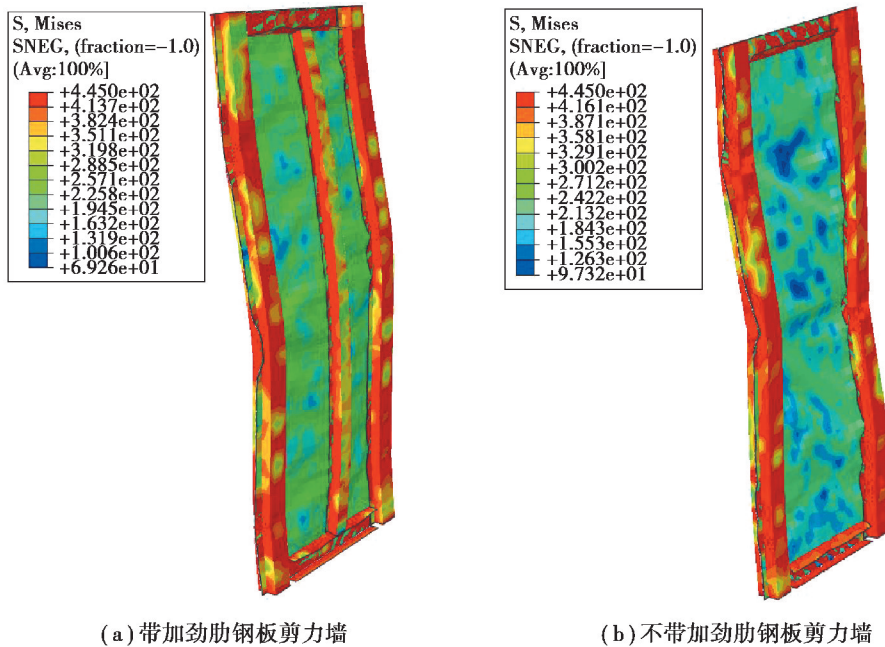 S, Mises
SNEG, (fraction=−1.0)
(Avg:100%]
+4.450e+02
+4.137e+02
+3.824e+02
+3.511e+02
+3.198e+02
+2.885e+02
+2.571e+02
+2.258e+02
+1.945e+02
+1.632e+02
+1.319e+02
+1.006e+02
+6.926e+01
S, Mises
SNEG, (fraction=−1.0)
(Avg:100%]
+4.450e+02
+4.161e+02
+3.871e+02
+3.581e+02
+3.291e+02
+3.002e+02
+2.712e+02
+2.422e+02
+2.132e+02
+1.843e+02
+1.553e+02
+1.263e+02
+9.732e+01
(a)带加劲肋钢板剪力墙
(b)不带加劲肋钢板剪力墙